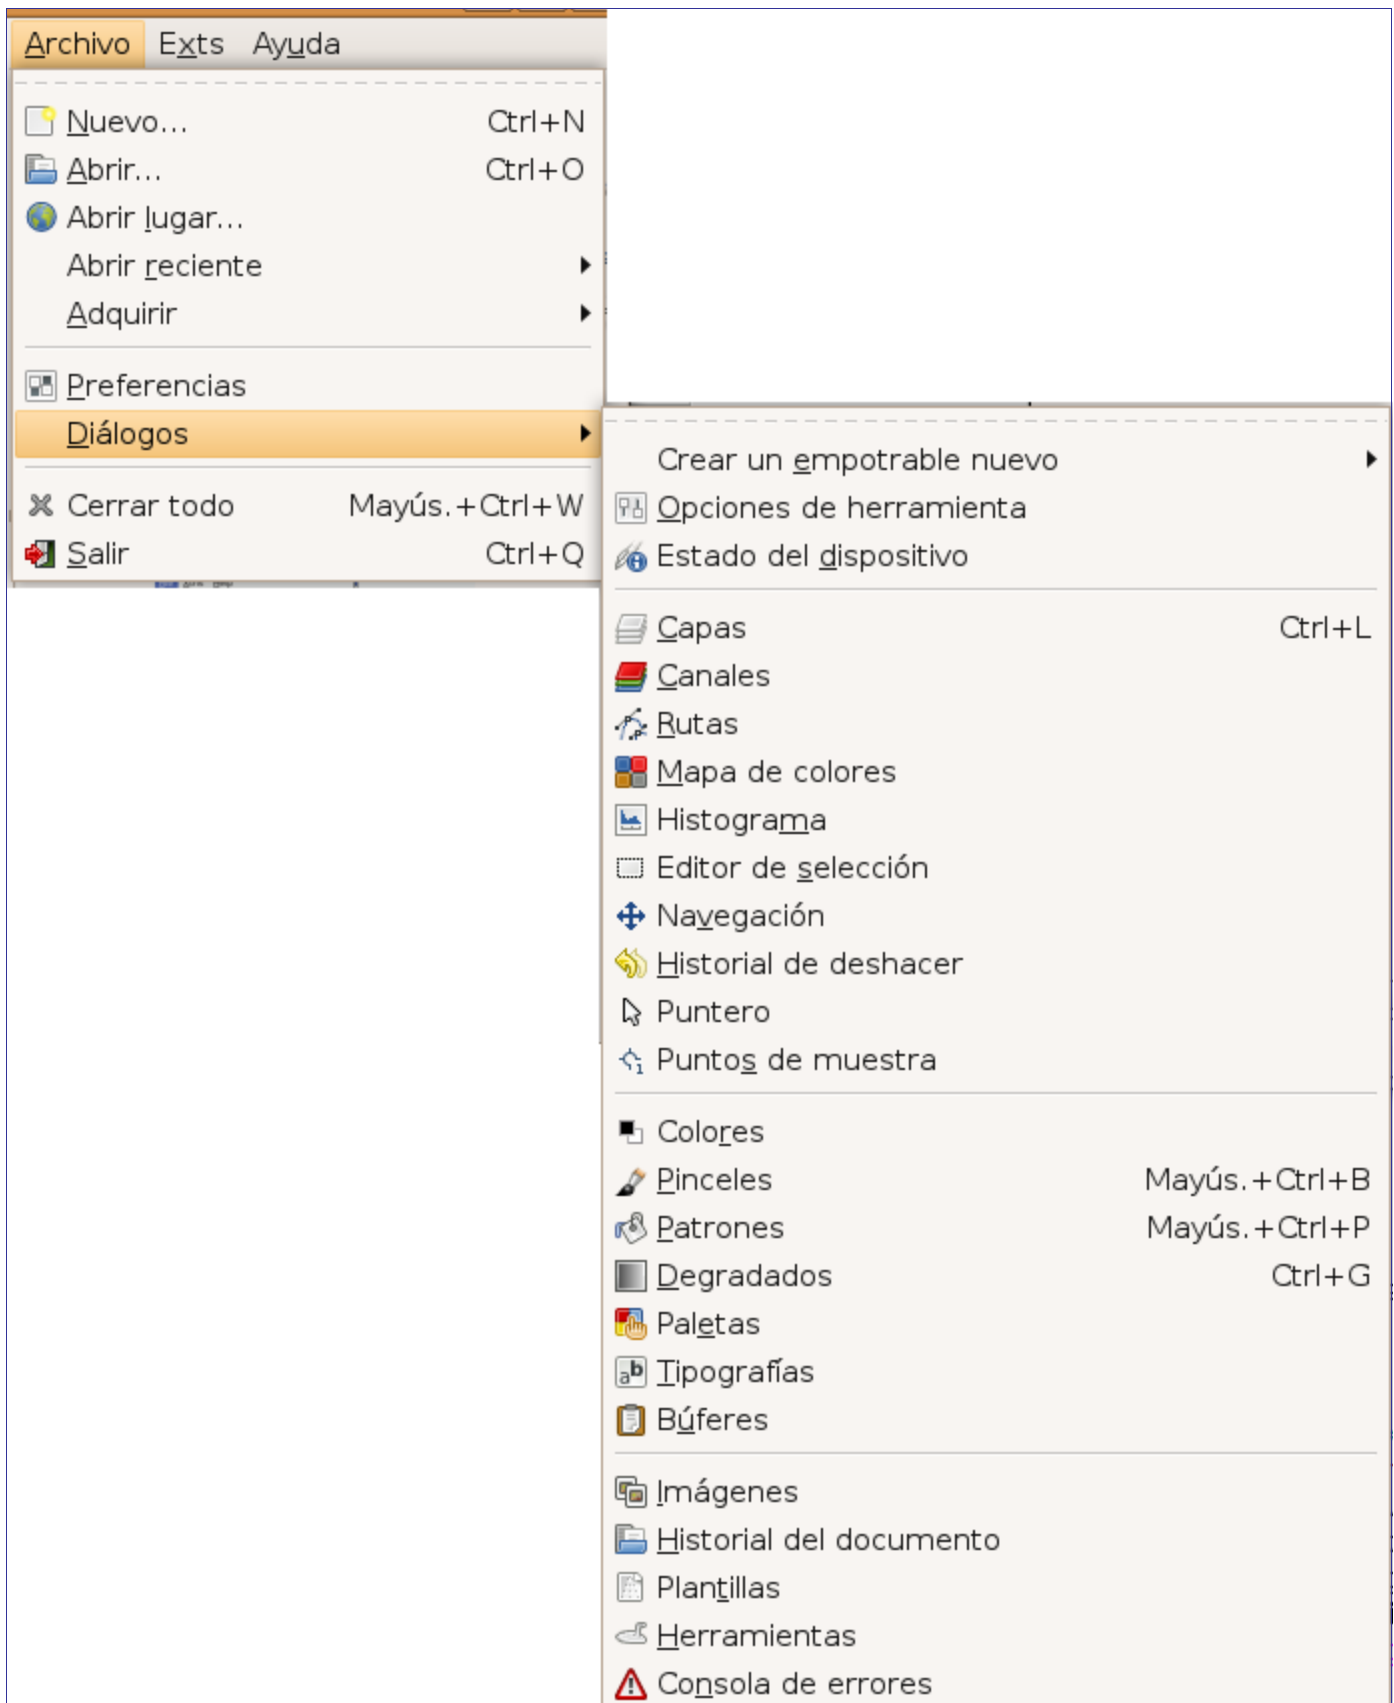 Archivo Exts Ayuda
Nuevo... Ctrl+N
Abrir... Ctrl+O
Abrir lugar...
Abrir reciente
Adquirir
Preferencias
Diálogos
Cerrar todo Mayús.+Ctrl+W
Salir Ctrl+Q
Crear un empotrable nuevo
Opciones de herramienta
Estado del dispositivo
Capas Ctrl+L
Canales
Rutas
Mapa de colores
Histograma
Editor de selección
Navegación
Historial de deshacer
Puntero
Puntos de muestra
Colores
Pinceles Mayús.+Ctrl+B
Patrones Mayús.+Ctrl+P
Degradados Ctrl+G
Paletas
Tipografías
Búferes
Imágenes
Historial del documento
Plantillas
Herramientas
Consola de errores